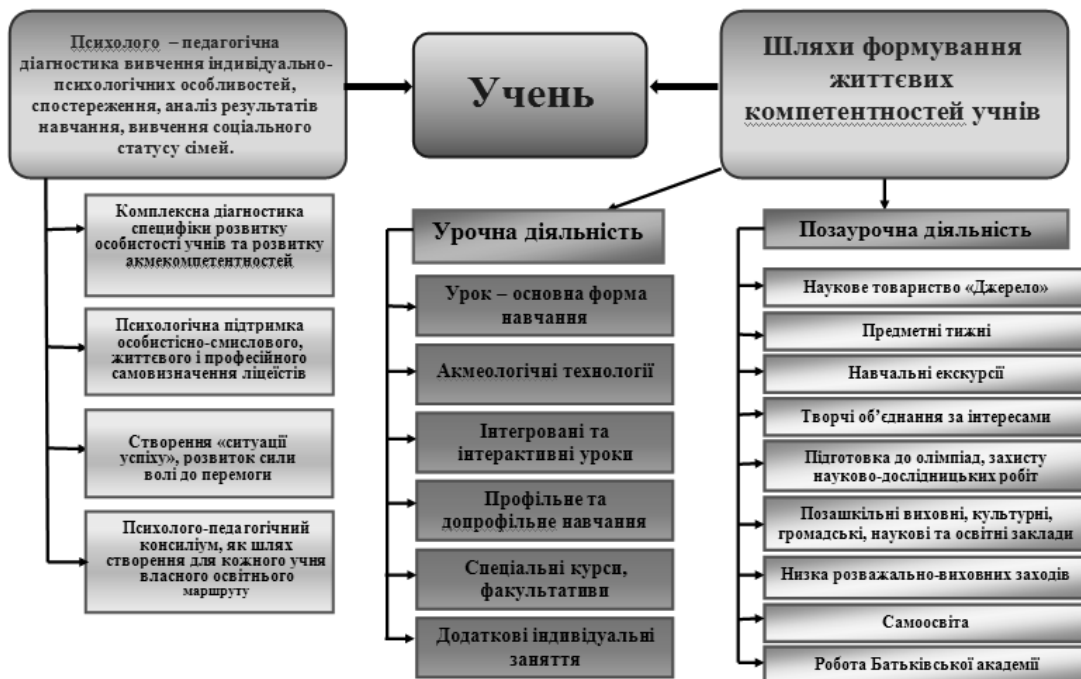 Психолого – педагогічна
діагностика вивчення індивідуально-
психологічних особливостей,
спостереження, аналіз результатів
навчання, вивчення соціального
статусу сімей.
Учень
Шляхи формування
життєвих
компетентностей учнів
Комплексна діагностика
специфіки розвитку
особистості учнів та розвитку
акмекомпетентностей
Психологічна підтримка
особистісно-смислового,
життєвого і професійного
самовизначення ліцеїстів
Створення «ситуації
успіху», розвиток сили
волі до перемоги
Психолого-педагогічний
консиліум, як шлях
створення для кожного учня
власного освітнього
маршруту
Урочна діяльність
Урок – основна форма
навчання
Акмеологічні технології
Інтегровані та
інтерактивні уроки
Профільне та
допрофільне навчання
Спеціальні курси,
факультативи
Додаткові індивідуальні
заняття
Позаурочна діяльність
Наукове товариство «Джерело»
Предметні тижні
Навчальні екскурсії
Творчі об’єднання за інтересами
Підготовка до олімпіад, захисту
науково-дослідницьких робіт
Позашкільні виховні, культурні,
громадські, наукові та освітні заклади
Низка розважально-виховних заходів
Самоосвіта
Робота Батьківської академії